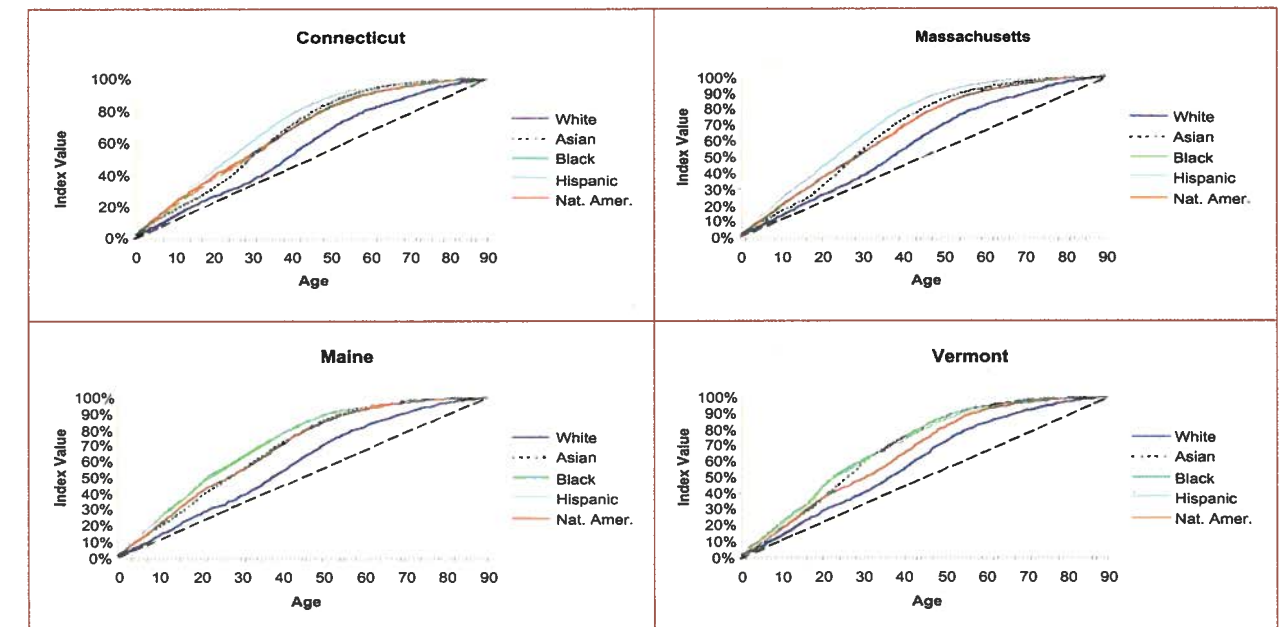 Connecticut
100%
80%
60%
40%
20%
0%
Index Value
0 10 20 30 40 50 60 70 80 90
Age
White
Asian
Black
Hispanic
Nat. Amer.
Massachusetts
100%
90%
80%
70%
60%
50%
40%
30%
20%
10%
0%
Index Value
0 10 20 30 40 50 60 70 80 90
Age
White
Asian
Black
Hispanic
Nat. Amer.
Maine
100%
90%
80%
70%
60%
50%
40%
30%
20%
10%
0%
Index Value
0 10 20 30 40 50 60 70 80 90
Age
White
Asian
Black
Hispanic
Nat. Amer.
Vermont
100%
90%
80%
70%
60%
50%
40%
30%
20%
10%
0%
Index Value
0 10 20 30 40 50 60 70 80 90
Age
White
Asian
Black
Hispanic
Nat. Amer.